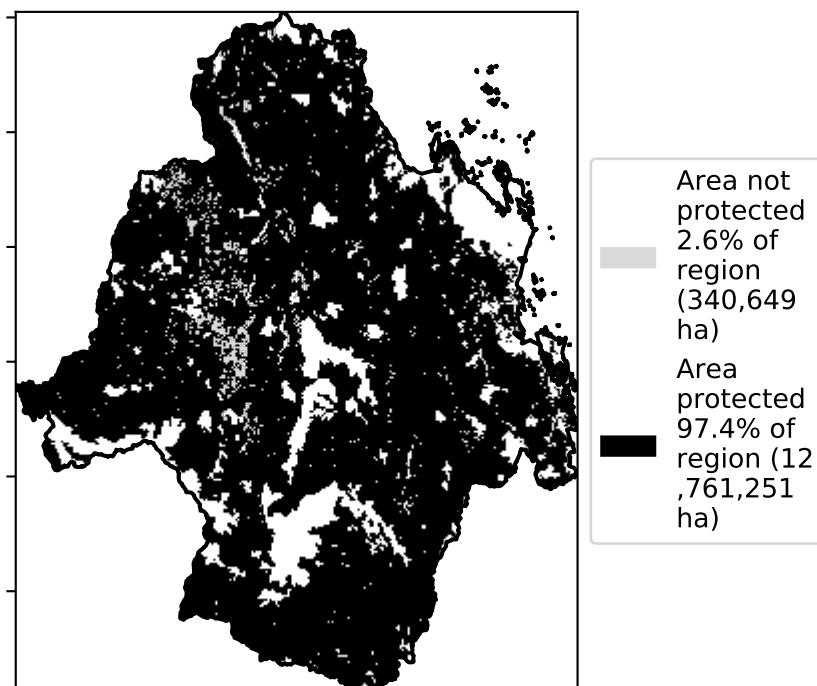 Area not
protected
2.6% of
region
(340,649
ha)
Area
protected
97.4% of
region (12
,761,251
ha)